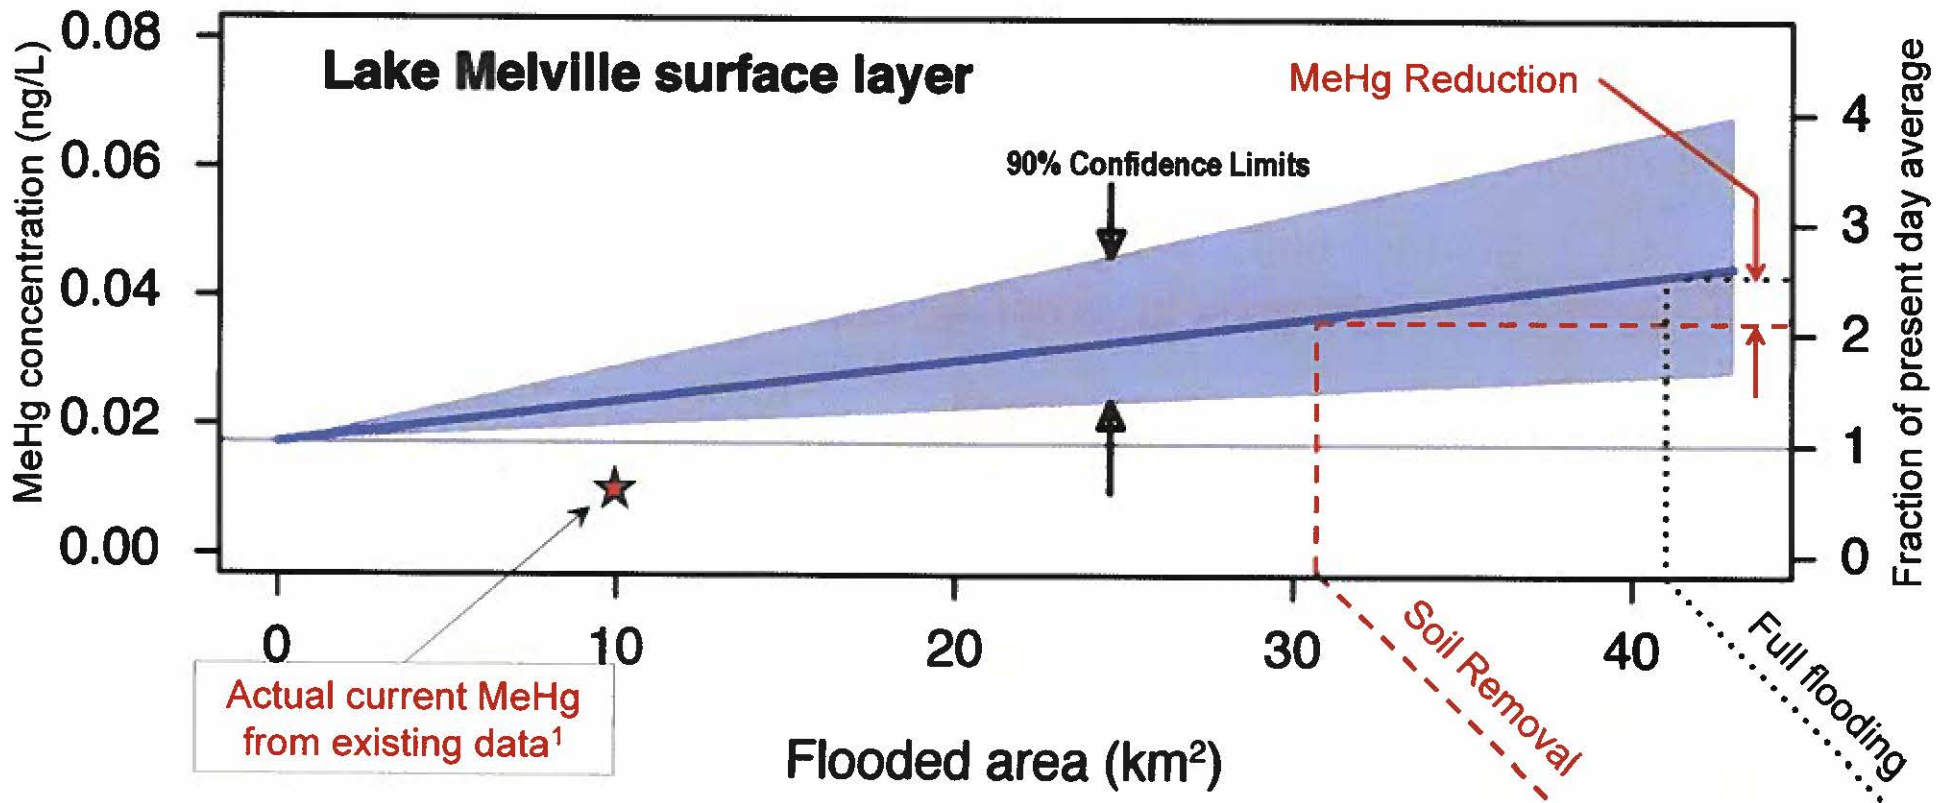 Lake Melville surface layer
MeHg Reduction
90% Confidence Limits
MeHg concentration (ng/L)
0.08
0.06
0.04
0.02
0.00
Fraction of present day average
4
3
2
1
0
0
10
20
30
40
Actual current MeHg
from existing data¹
Flooded area (km²)
Soil Removal
Full flooding